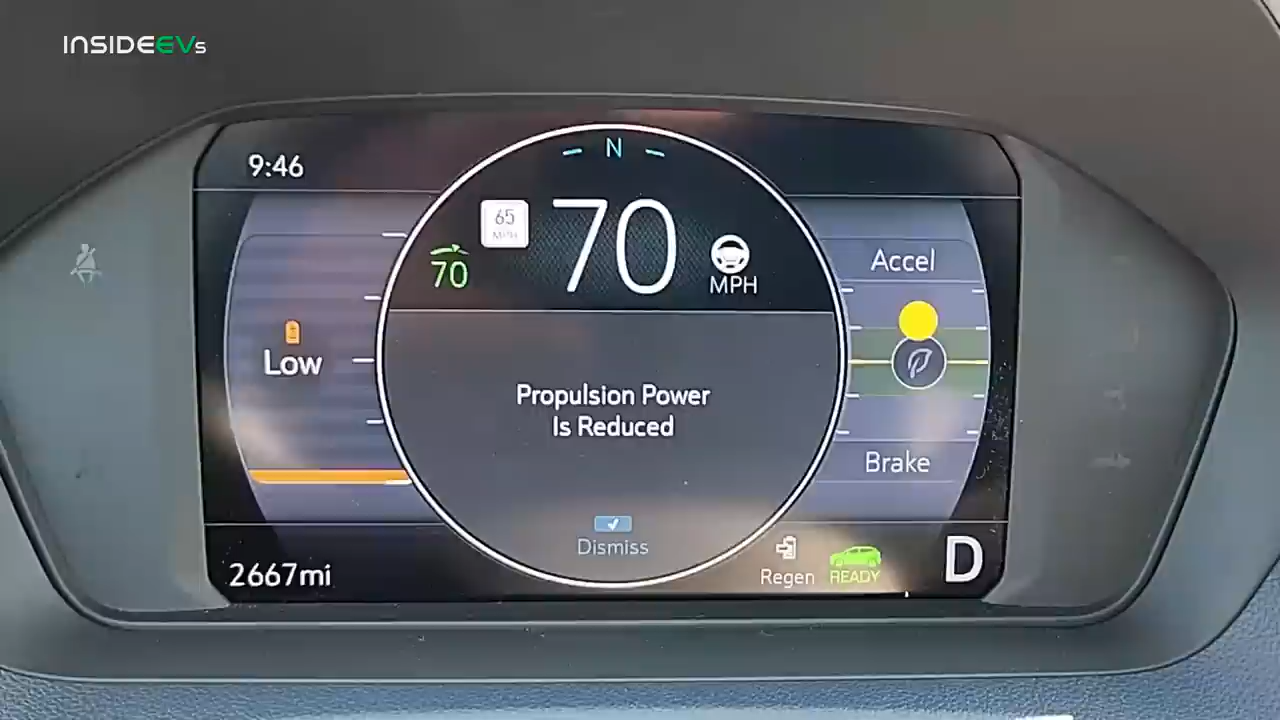 INSIDEEVs
9:46
N
65
MPH
70
70
MPH
Accel
Low
Propulsion Power
Is Reduced
Brake
Dismiss
2667mi
Regen
READY
D